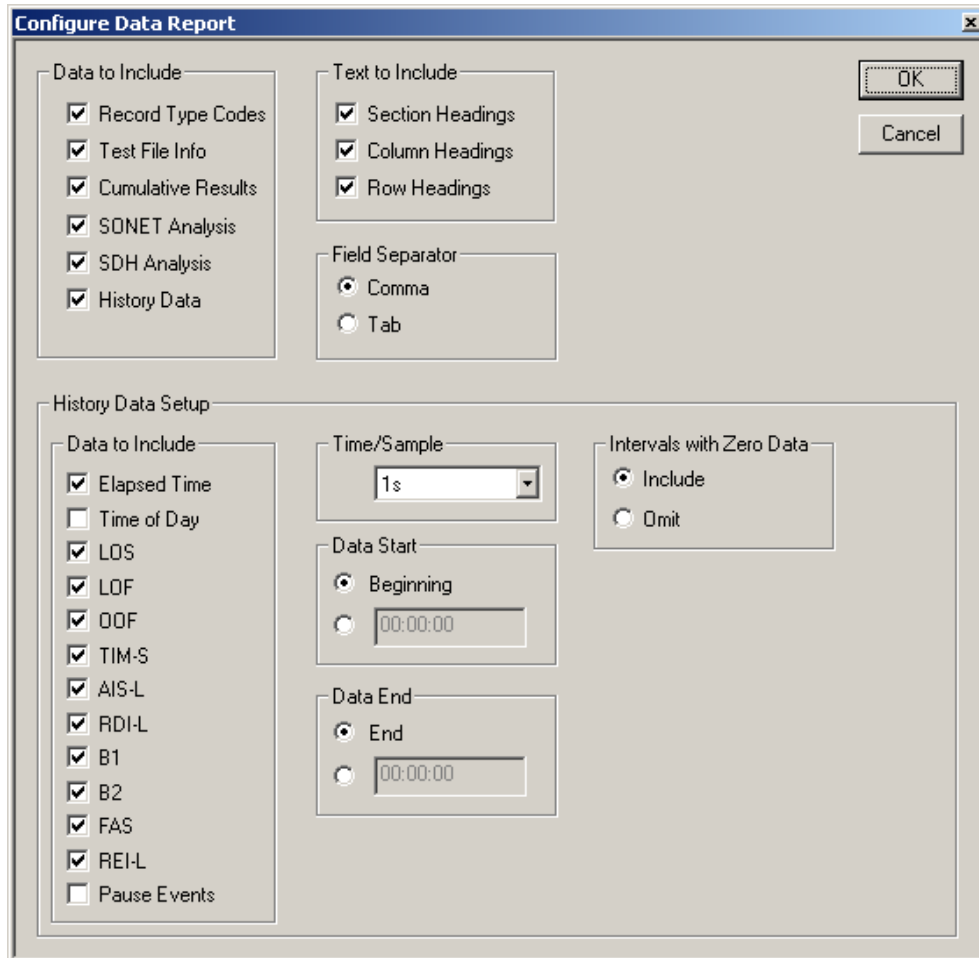 Configure Data Report
Data to Include
Record Type Codes
Test File Info
Cumulative Results
SONET Analysis
SDH Analysis
History Data
Text to Include
Section Headings
Column Headings
Row Headings
Field Separator
Comma
Tab
OK
Cancel
History Data Setup
Data to Include
Elapsed Time
Time of Day
LOS
LOF
OOF
TIM-S
AIS-L
RDI-L
B1
B2
FAS
REI-L
Pause Events
Time/Sample
1s
Data Start
Beginning
00:00:00
Data End
End
00:00:00
Intervals with Zero Data
Include
Omit